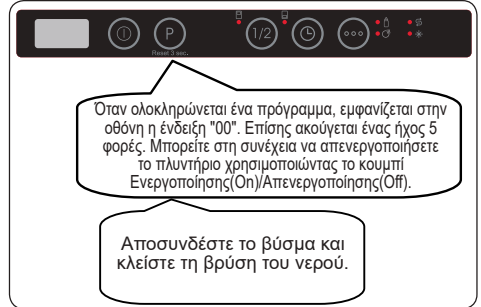 P
Reset 3 sec.
1/2
Όταν ολοκληρώνεται ένα πρόγραμμα, εμφανίζεται στην
οθόνη η ένδειξη "00". Επίσης ακούγεται ένας ήχος 5
φορές. Μπορείτε στη συνέχεια να απενεργοποιήσετε
το πλυντήριο χρησιμοποιώντας το κουμπί
Ενεργοποίησης(On)/Απενεργοποίησης(Off).
Αποσυνδέστε το βύσμα και
κλείστε τη βρύση του νερού.